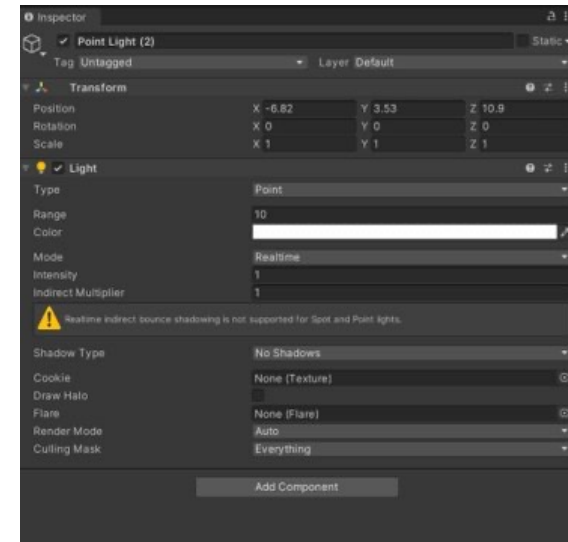 Inspector
Point Light (2) Static
Tag Untagged Layer Default
Transform
Position X -6.82 Y 3.53 Z 10.9
Rotation X 0 Y 0 Z 0
Scale X 1 Y 1 Z 1
Light
Type Point
Range 10
Color
Mode Realtime
Intensity 1
Indirect Multiplier 1
Realtime indirect bounce shadowing is not supported for Spot and Point lights.
Shadow Type No Shadows
Cookie None (Texture)
Draw Halo
Flare None (Flare)
Render Mode Auto
Culling Mask Everything
Add Component